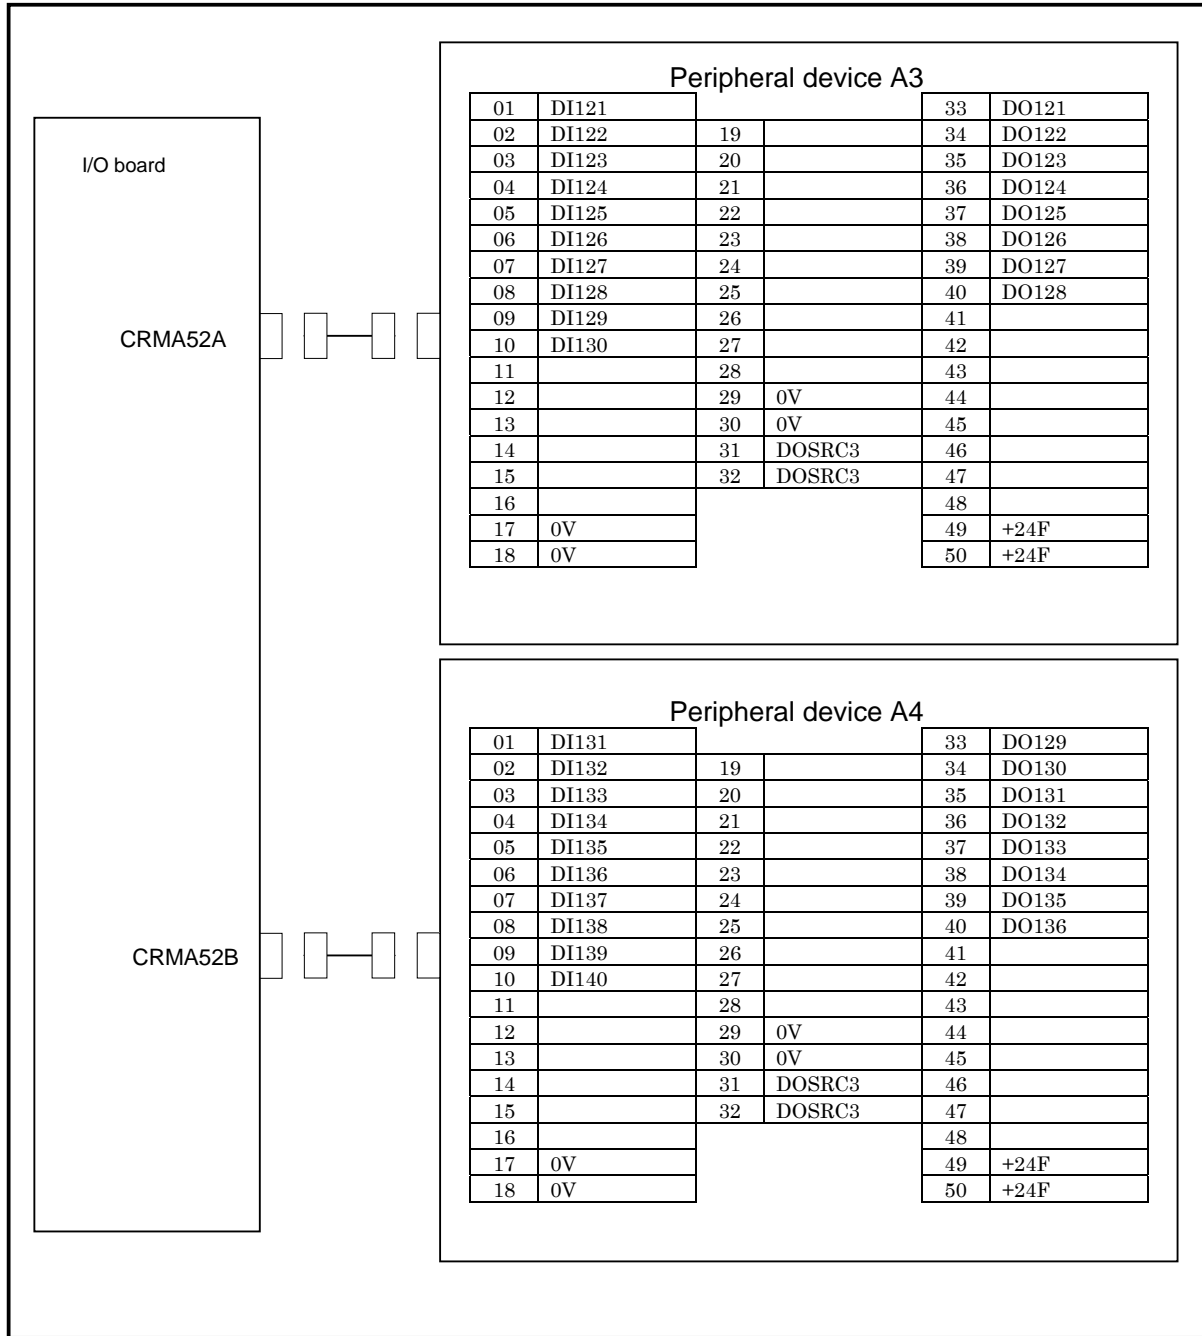 Peripheral device A3
01 DI121 33 DO121
02 DI122 19 34 DO122
I/O board
03 DI123 20 35 DO123
04 DI124 21 36 DO124
05 DI125 22 37 DO125
06 DI126 23 38 DO126
07 DI127 24 39 DO127
08 DI128 25 40 DO128
09 DI129 26 41
CRMA52A
10 DI130 27 42
11 28 43
12 29 0V 44
13 30 0V 45
14 31 DOSRC3 46
15 32 DOSRC3 47
16 48
17 0V 49 +24F
18 0V 50 +24F
Peripheral device A4
01 DI131 33 DO129
02 DI132 19 34 DO130
03 DI133 20 35 DO131
04 DI134 21 36 DO132
05 DI135 22 37 DO133
06 DI136 23 38 DO134
07 DI137 24 39 DO135
08 DI138 25 40 DO136
CRMA52B
09 DI139 26 41
10 DI140 27 42
11 28 43
12 29 0V 44
13 30 0V 45
14 31 DOSRC3 46
15 32 DOSRC3 47
16 48
17 0V 49 +24F
18 0V 50 +24F